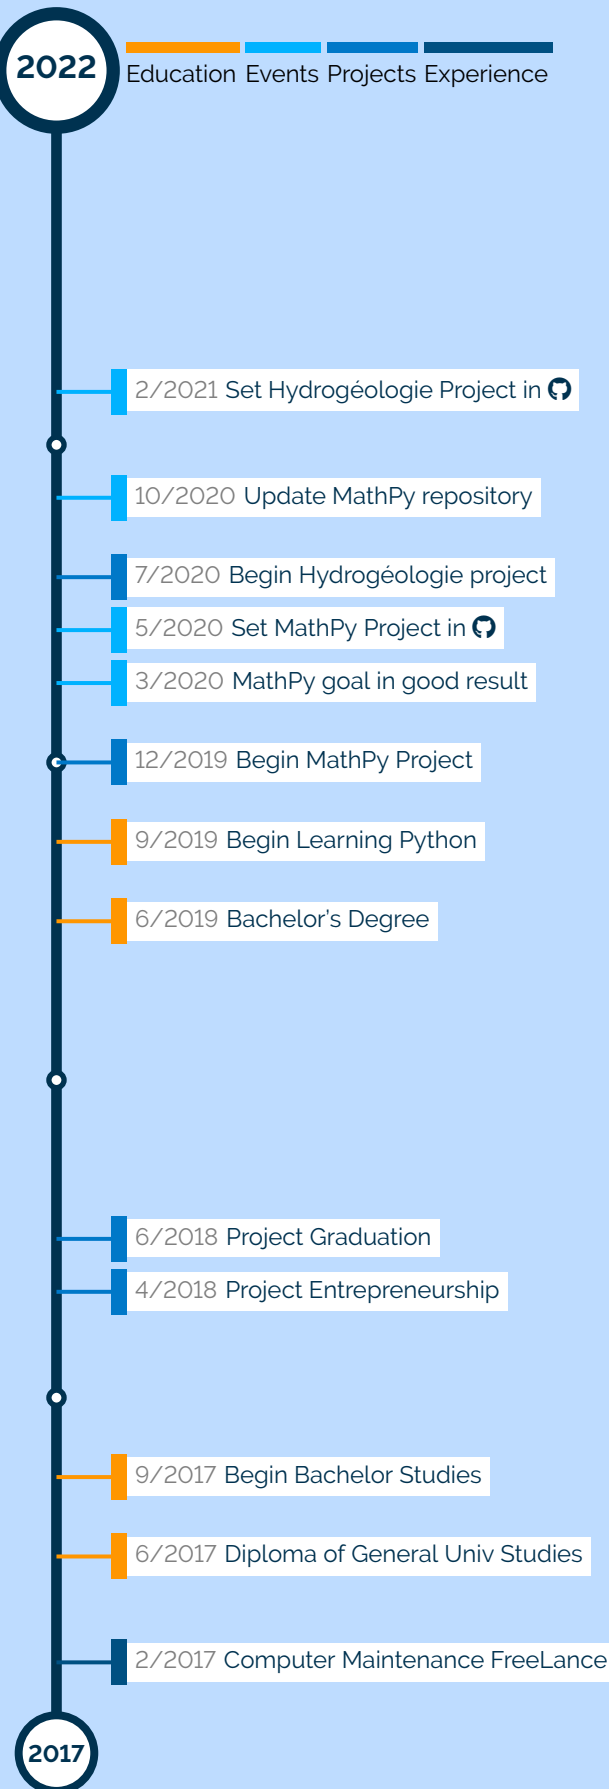 2022
Education Events Projects Experience
2/2021 Set Hydrogéologie Project in
10/2020 Update MathPy repository
7/2020 Begin Hydrogéologie project
5/2020 Set MathPy Project in
3/2020 MathPy goal in good result
12/2019 Begin MathPy Project
9/2019 Begin Learning Python
6/2019 Bachelor’s Degree
6/2018 Project Graduation
4/2018 Project Entrepreneurship
9/2017 Begin Bachelor Studies
6/2017 Diploma of General Univ Studies
2/2017 Computer Maintenance FreeLance
2017